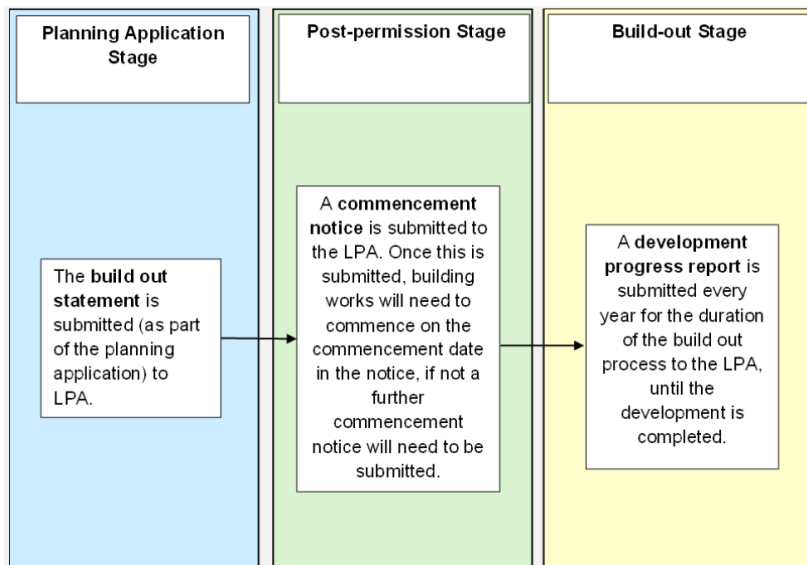 Planning Application
Stage
Post-permission Stage
Build-out Stage
The build out
statement is
submitted (as part
of the planning
application) to
LPA.
A commencement
notice is submitted to
the LPA. Once this is
submitted, building
works will need to
commence on the
commencement date
in the notice, if not a
further
commencement
notice will need to be
submitted.
A development
progress report is
submitted every
year for the duration
of the build out
process to the LPA,
until the
development is
completed.